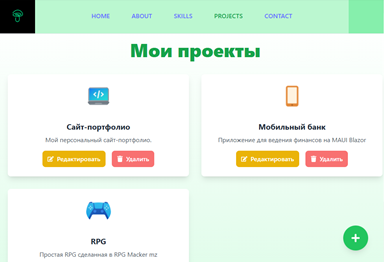 HOME ABOUT SKILLS PROJECTS CONTACT
Мои проекты
Сайт-портфолио
Мой персональный сайт-портфолио.
Редактировать Удалить
Мобильный банк
Приложение для ведения финансов на MAUI Blazor
Редактировать Удалить
RPG
Простая RPG сделанная в RPG Macker mz